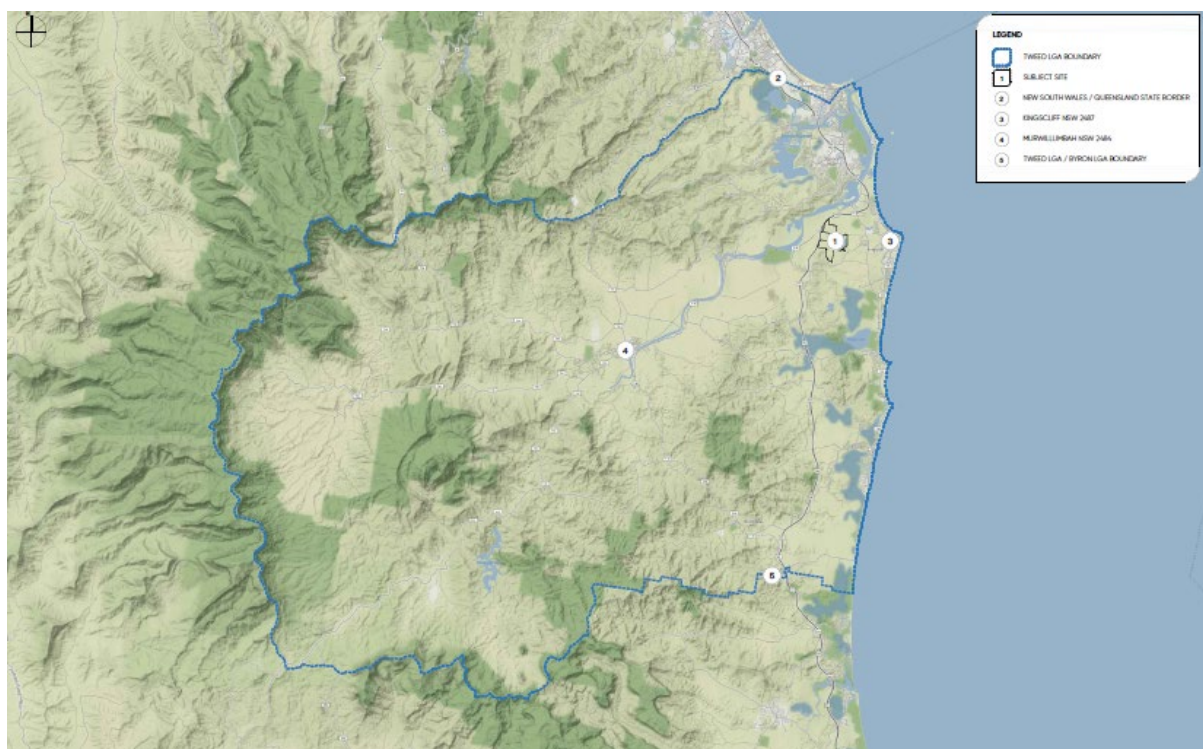 LEGEND
TWEED LGA BOUNDARY
1 SUBJECT SITE
2 NEW SOUTH WALES / QUEENSLAND STATE BORDER
3 KINGSCLIFF NSW 2487
4 MURWILLUMBAH NSW 2484
5 TWEED LGA / BYRON LGA BOUNDARY
2
1
3
4
5